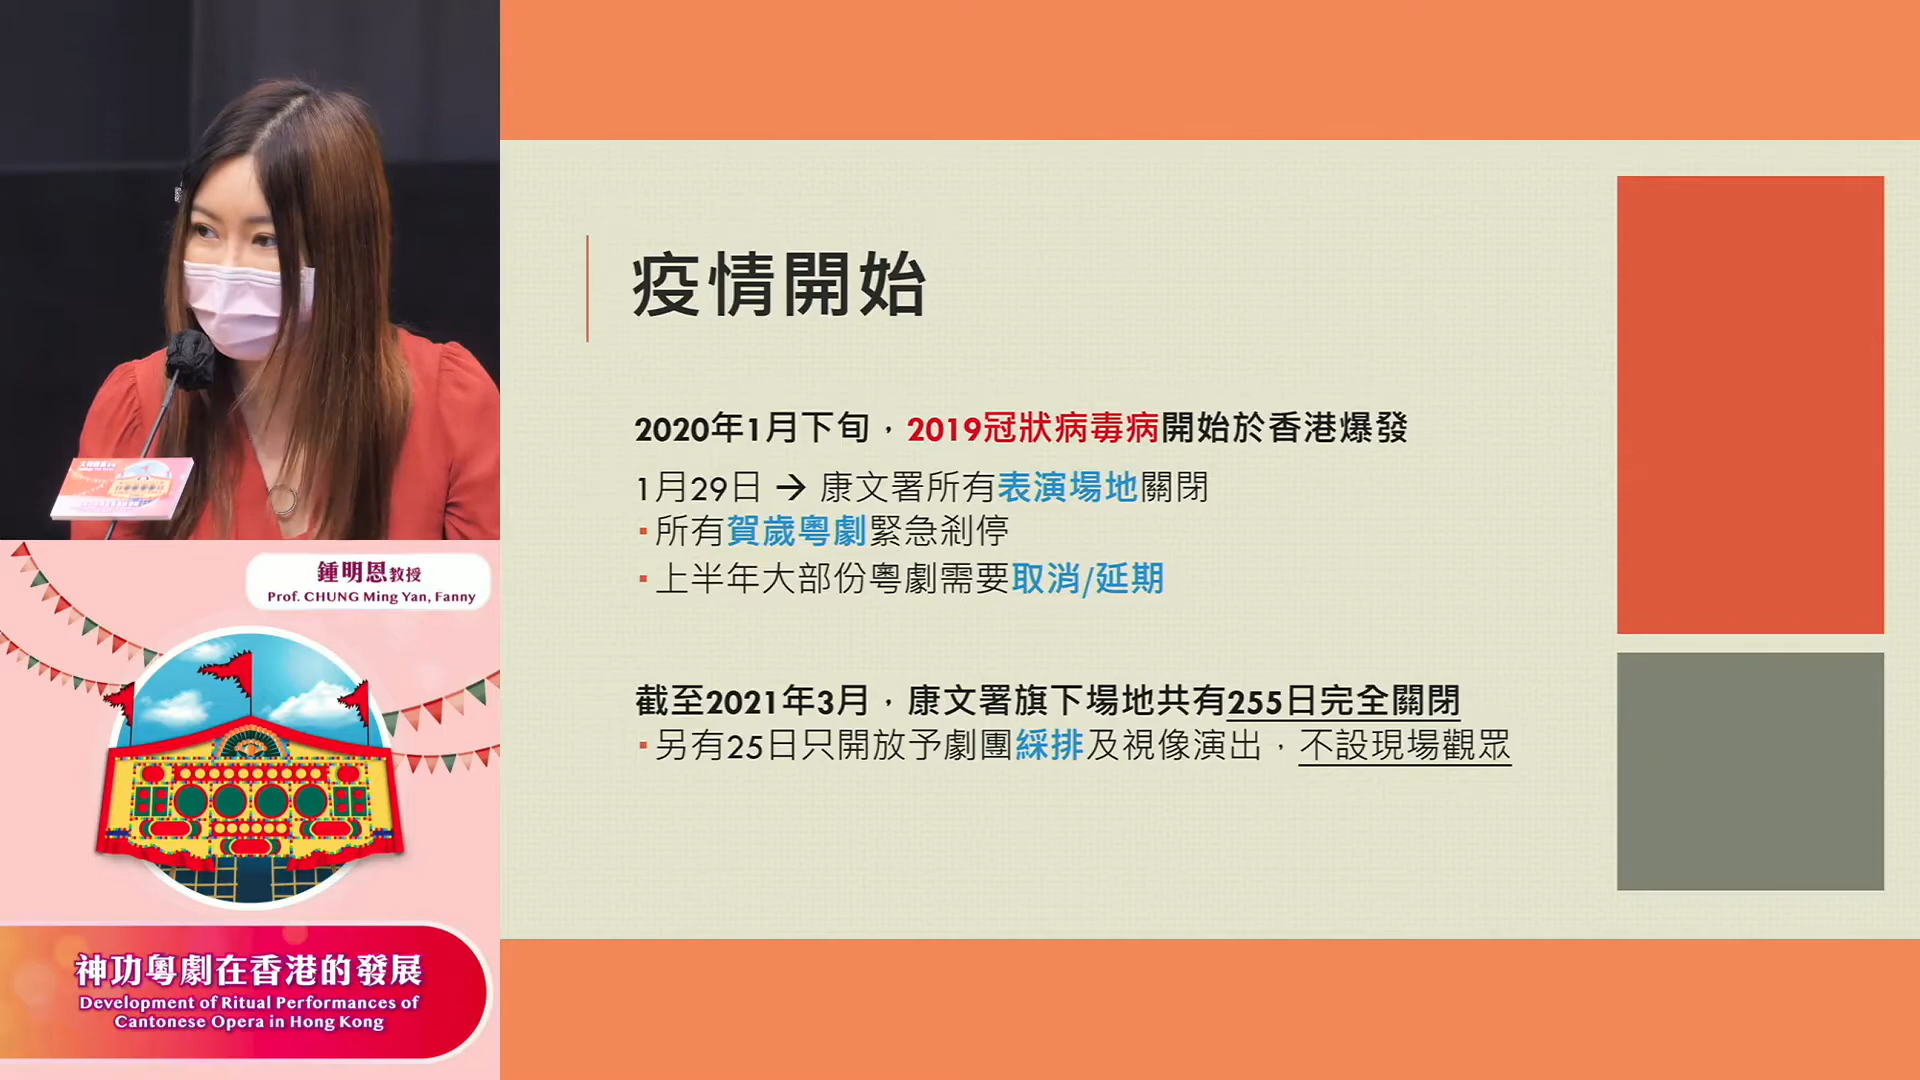 鍾明恩教授
Prof. CHUNG Ming Yan, Fanny
神功粵劇在香港的發展
Development of Ritual Performances of
Cantonese Opera in Hong Kong
疫情開始
2020年1月下旬，2019冠狀病毒病開始於香港爆發
1月29日 → 康文署所有表演場地關閉
▪所有賀歲粵劇緊急剎停
▪上半年大部份粵劇需要取消/延期
截至2021年3月，康文署旗下場地共有255日完全關閉
▪另有25日只開放予劇團綵排及視像演出，不設現場觀眾